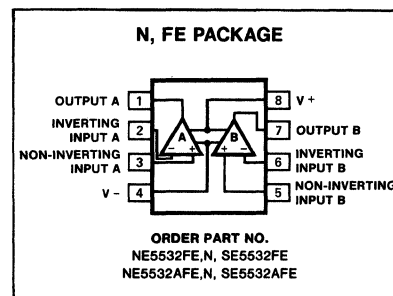 N, FE PACKAGE
OUTPUT A 1
8 V +
INVERTING
INPUT A 2
7 OUTPUT B
NON-INVERTING
INPUT A 3
6 INVERTING
INPUT B
V – 4
5 NON-INVERTING
INPUT B
A
B
– +
+ –
ORDER PART NO.
NE5532FE,N, SE5532FE
NE5532AFE,N, SE5532AFE